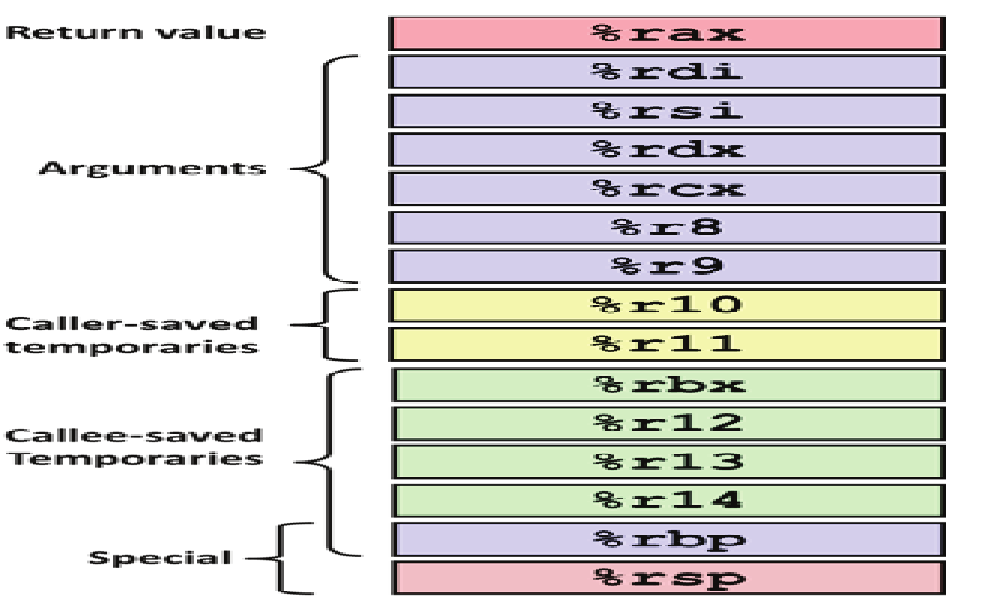 Return value
%rax
%rdi
%rsi
%rdx
Arguments
%rcx
%r8
%r9
%r10
Caller-saved
temporaries
%r11
%rbx
%r12
Callee-saved
Temporaries
%r13
%r14
%rbp
Special
%rsp